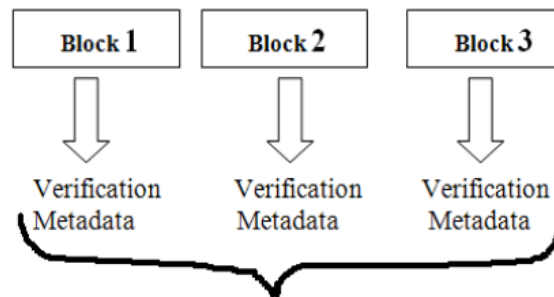 Block 1 Block 2 Block 3
Verification Verification Verification
Metadata Metadata Metadata